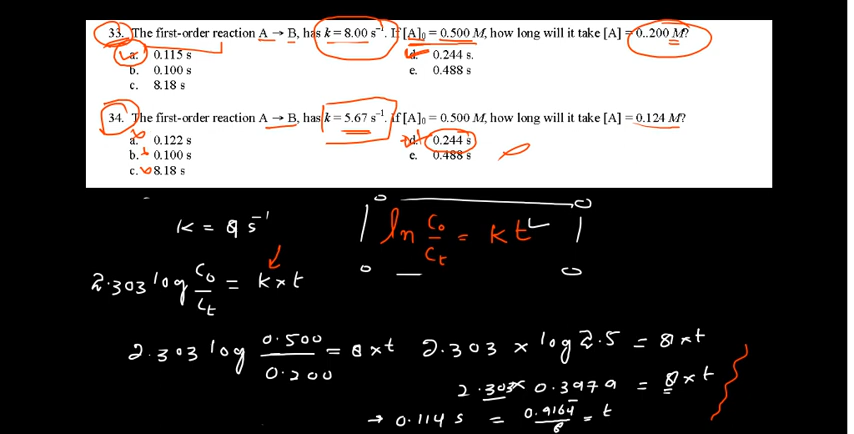 33. The first-order reaction A → B, has k = 8.00 s⁻¹. If [A]₀ = 0.500 M, how long will it take [A] = 0..200 M?
a. 0.115 s d. 0.244 s.
b. 0.100 s e. 0.488 s
c. 8.18 s
34. The first-order reaction A → B, has k = 5.67 s⁻¹. If [A]₀ = 0.500 M, how long will it take [A] = 0.124 M?
a. 0.122 s d. 0.244 s
b. 0.100 s e. 0.488 s
c. 8.18 s
K = 8 s⁻¹
ln C₀/Cₜ = K t
2.303 log C₀/Cₜ = K × t
2.303 log 0.500/0.200 = 8 × t 2.303 × log 2.5 = 8 × t
2.303 × 0.3979 = 8 × t
→ 0.114 s = 0.9164/8 = t